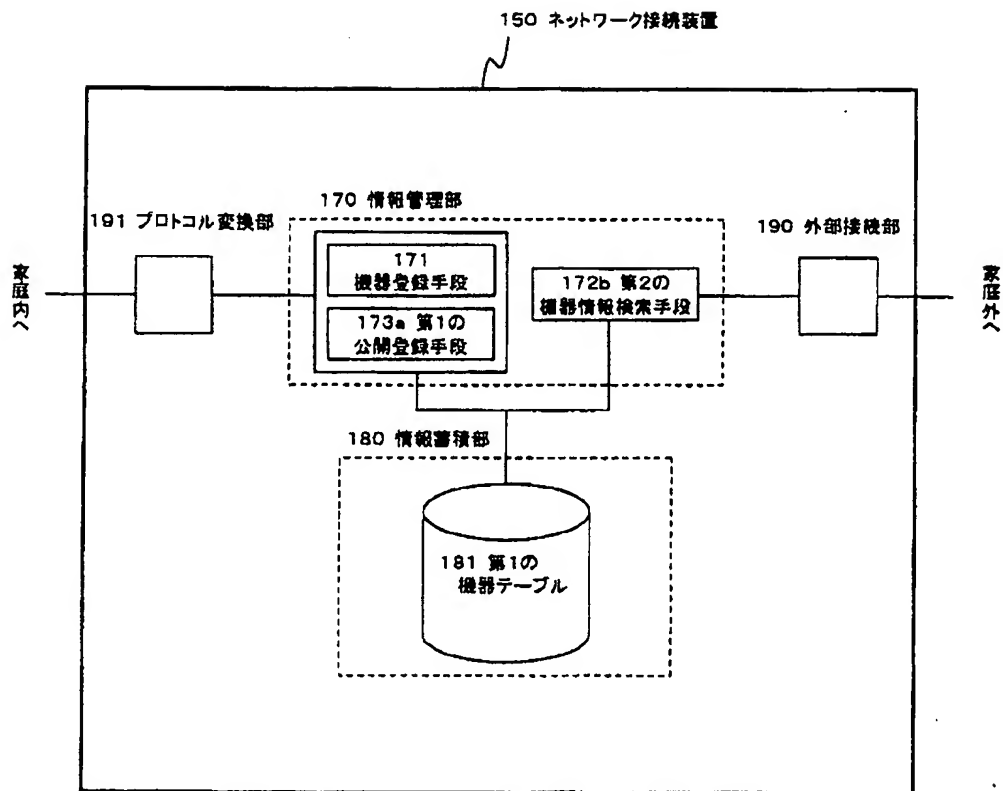 150 ネットワーク接続装置
170 情報管理部
191 プロトコル変換部
190 外部接続部
171
機器登録手段
173a 第1の
公開登録手段
172b 第2の
機器情報検索手段
家庭内へ
家庭外へ
180 情報蓄積部
181 第1の
機器テーブル